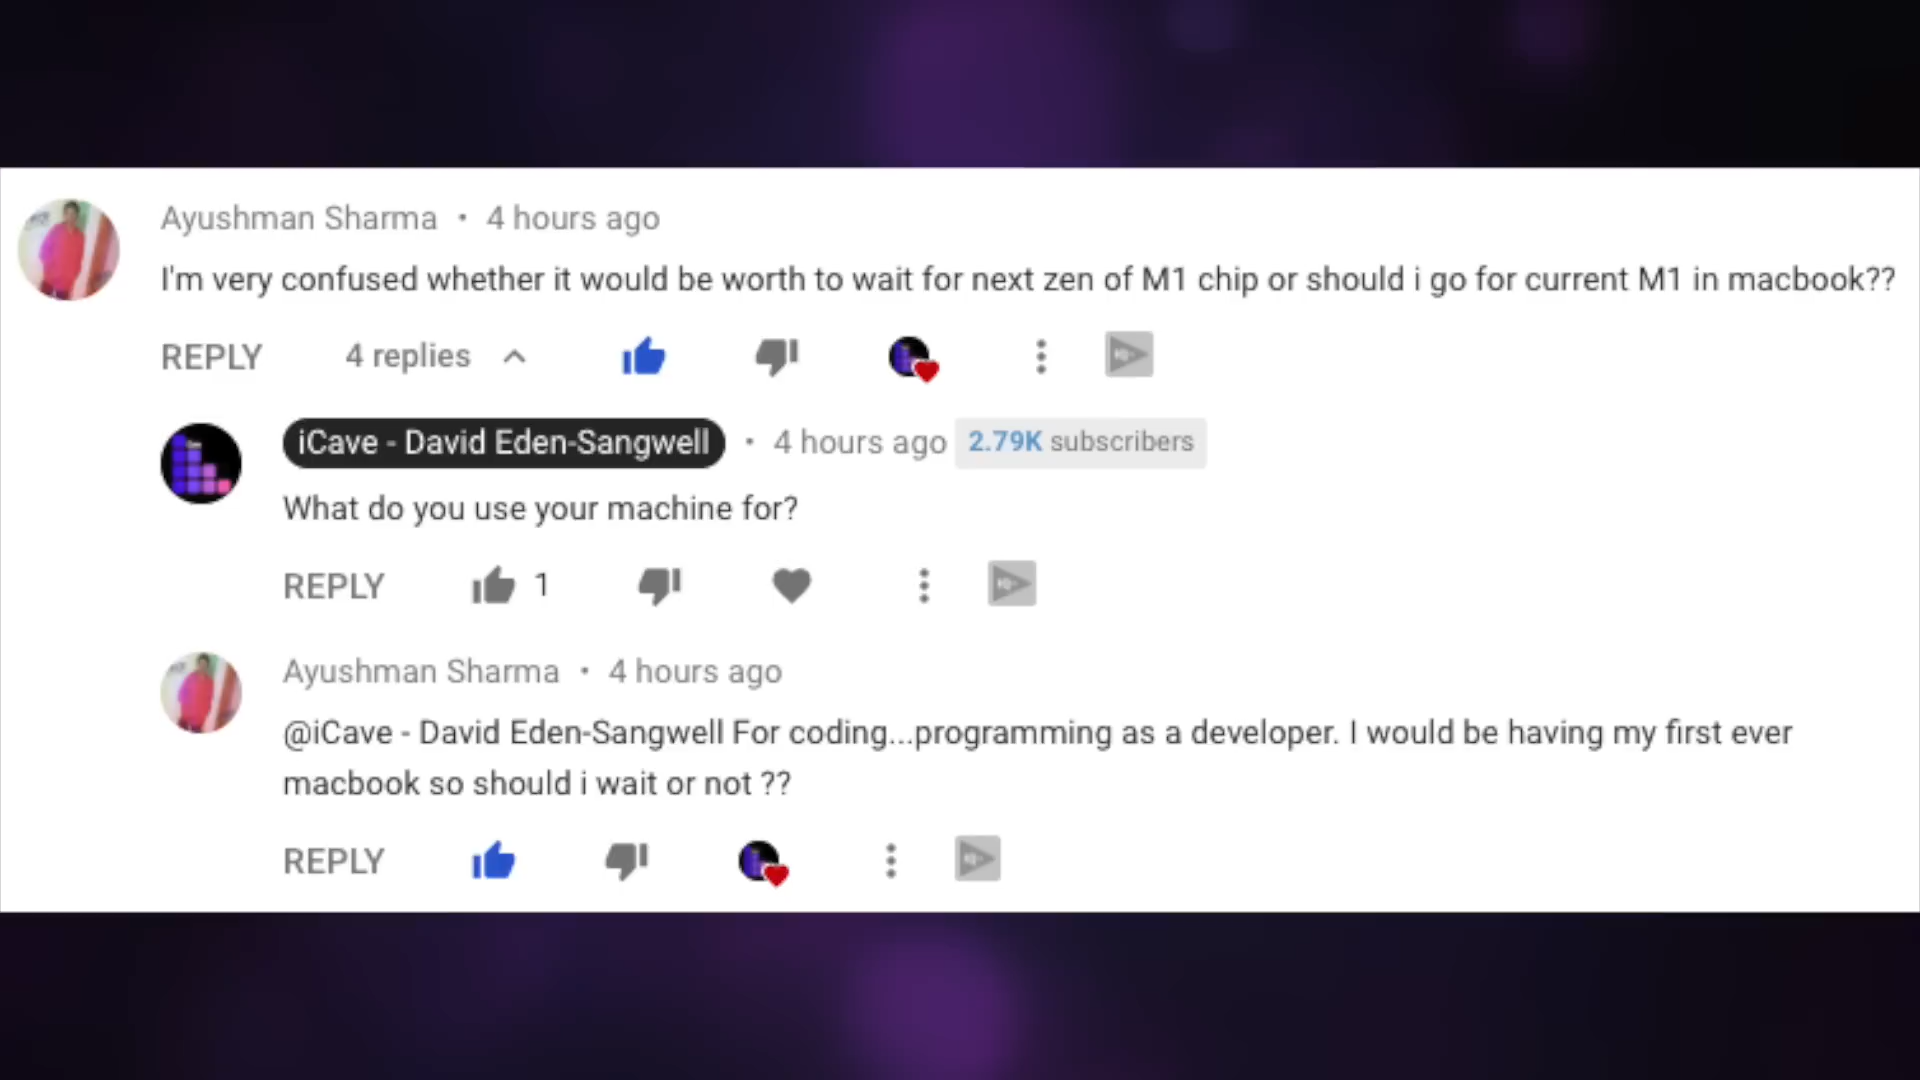 Ayushman Sharma • 4 hours ago
I'm very confused whether it would be worth to wait for next zen of M1 chip or should i go for current M1 in macbook??
REPLY 4 replies
iCave - David Eden-Sangwell • 4 hours ago 2.79K subscribers
What do you use your machine for?
REPLY 1
Ayushman Sharma • 4 hours ago
@iCave - David Eden-Sangwell For coding...programming as a developer. I would be having my first ever
macbook so should i wait or not ??
REPLY